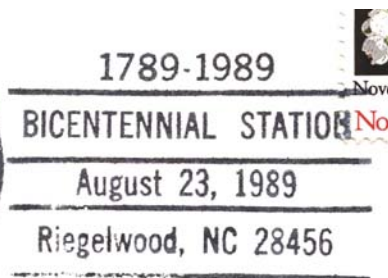 1789-1989
BICENTENNIAL STATION
August 23, 1989
Riegelwood, NC 28456